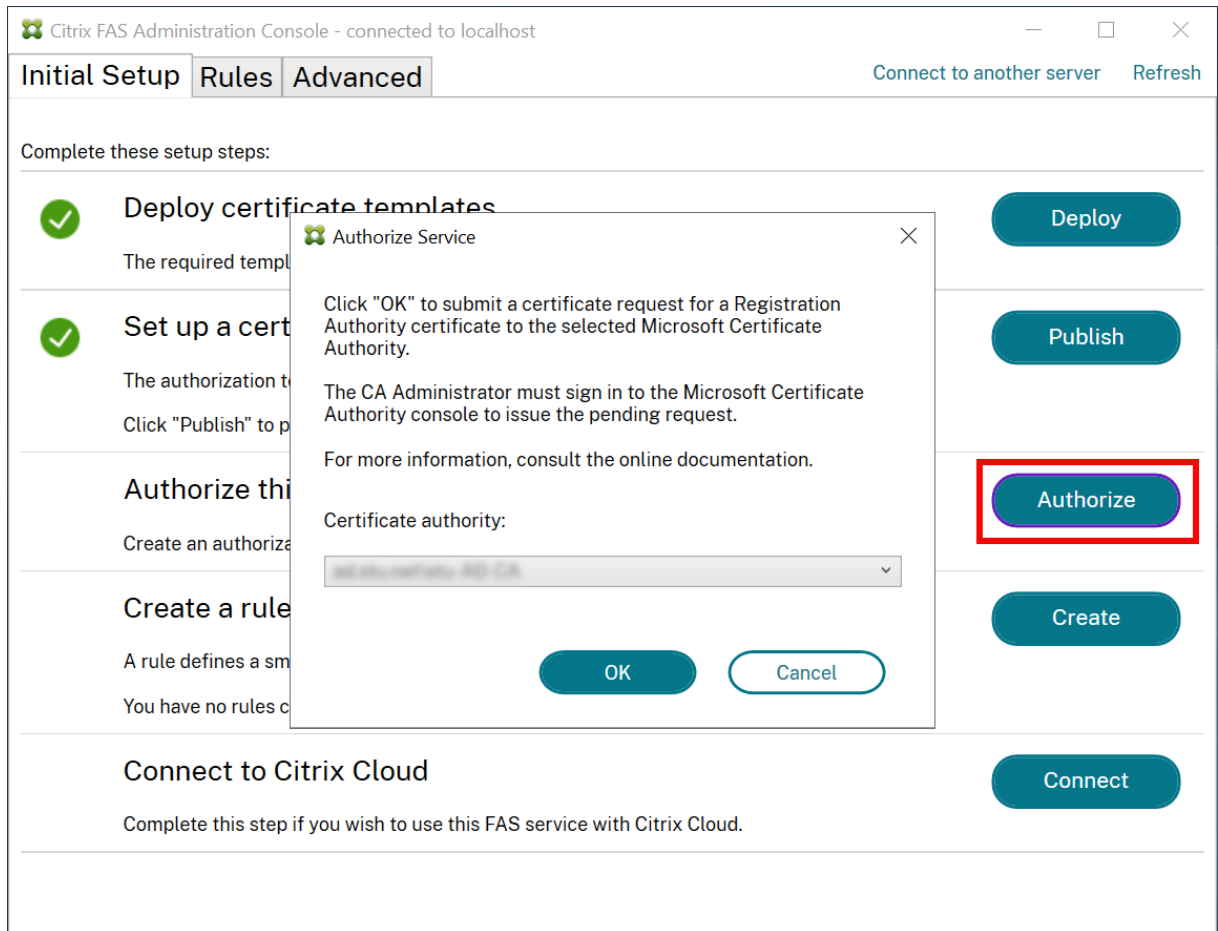 Citrix FAS Administration Console - connected to localhost
Initial Setup Rules Advanced Connect to another server Refresh
Complete these setup steps:
Deploy certificate templates
Deploy
Authorize Service
The required templ
Click "OK" to submit a certificate request for a Registration
Authority certificate to the selected Microsoft Certificate
Authority.
Set up a cert
Publish
The authorization t
The CA Administrator must sign in to the Microsoft Certificate
Authority console to issue the pending request.
Click "Publish" to p
For more information, consult the online documentation.
Authorize thi
Authorize
Certificate authority:
Create an authoriza
Create a rule
Create
A rule defines a sm
OK Cancel
You have no rules c
Connect to Citrix Cloud
Connect
Complete this step if you wish to use this FAS service with Citrix Cloud.